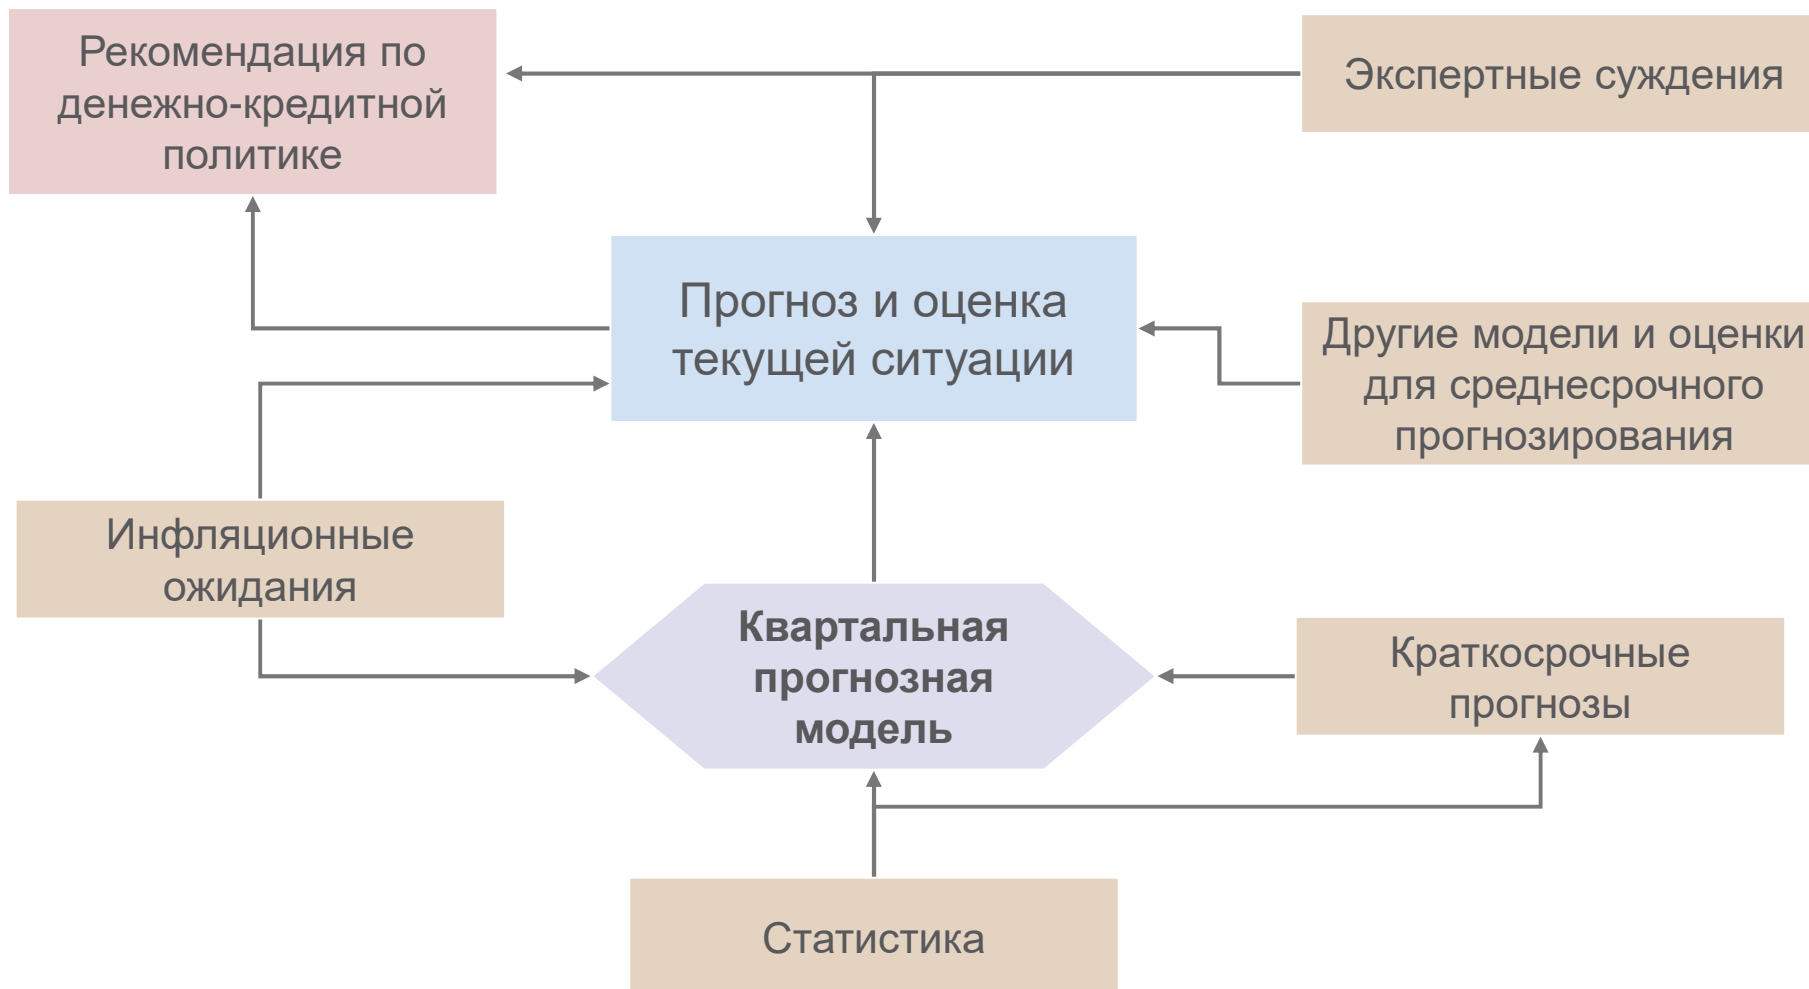 Рекомендация по
денежно-кредитной
политике
Экспертные суждения
Прогноз и оценка
текущей ситуации
Другие модели и оценки
для среднесрочного
прогнозирования
Инфляционные
ожидания
Квартальная
прогнозная
модель
Краткосрочные
прогнозы
Статистика